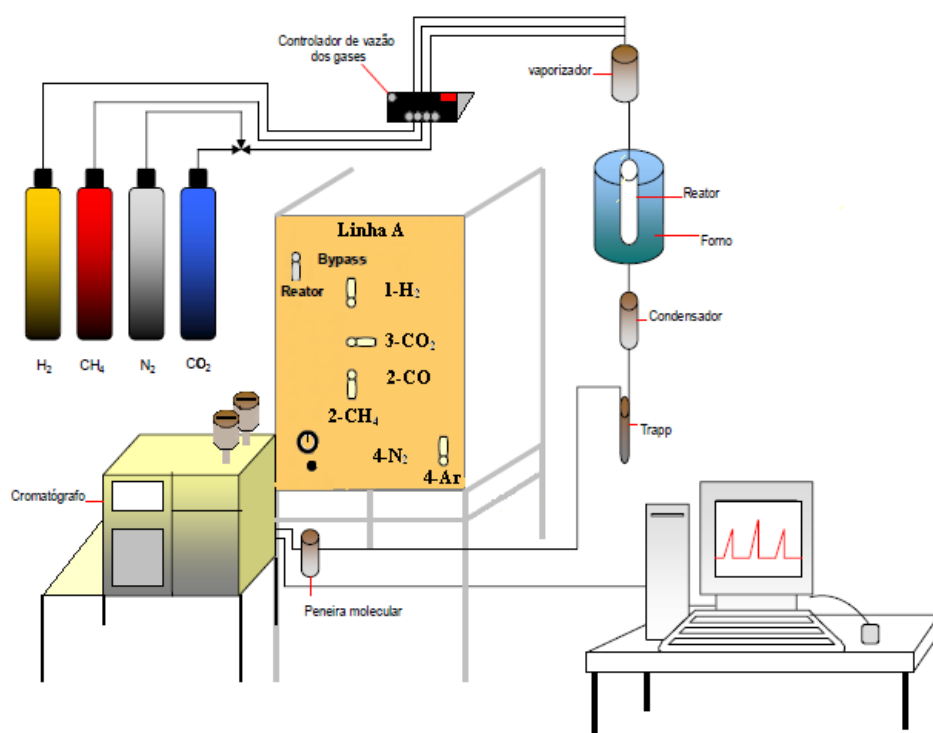 Controlador de vazão
dos gases
vaporizador
Reator
Forno
Condensador
Trapp
H₂
CH₄
N₂
CO₂
Linha A
Bypass
Reator
1-H₂
3-CO₂
2-CO
2-CH₄
4-N₂
4-Ar
Cromatógrafo
Peneira molecular